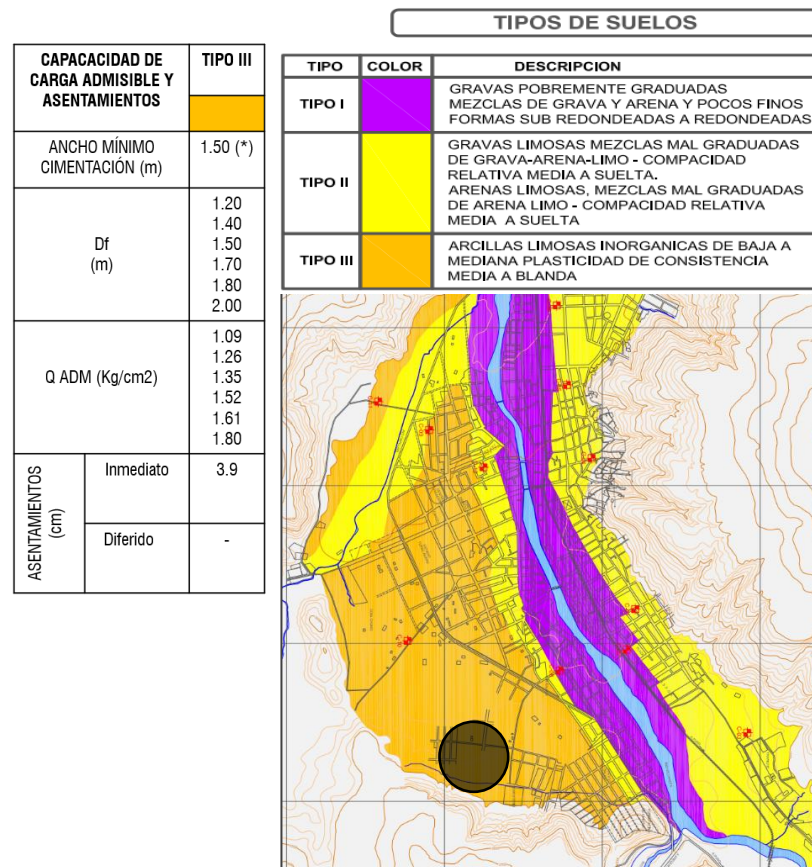 TIPOS DE SUELOS
CAPACACIDAD DE
CARGA ADMISIBLE Y
ASENTAMIENTOS
TIPO III
ANCHO MÍNIMO
CIMENTACIÓN (m)
1.50 (*)
Df
(m)
1.20
1.40
1.50
1.70
1.80
2.00
Q ADM (Kg/cm2)
1.09
1.26
1.35
1.52
1.61
1.80
ASENTAMIENTOS
(cm)
Inmediato
3.9
Diferido
-
TIPO COLOR DESCRIPCION
TIPO I
GRAVAS POBREMENTE GRADUADAS
MEZCLAS DE GRAVA Y ARENA Y POCOS FINOS
FORMAS SUB REDONDEADAS A REDONDEADAS
TIPO II
GRAVAS LIMOSAS MEZCLAS MAL GRADUADAS
DE GRAVA-ARENA-LIMO - COMPACIDAD
RELATIVA MEDIA A SUELTA.
ARENAS LIMOSAS, MEZCLAS MAL GRADUADAS
DE ARENA LIMO - COMPACIDAD RELATIVA
MEDIA A SUELTA
TIPO III
ARCILLAS LIMOSAS INORGANICAS DE BAJA A
MEDIANA PLASTICIDAD DE CONSISTENCIA
MEDIA A BLANDA